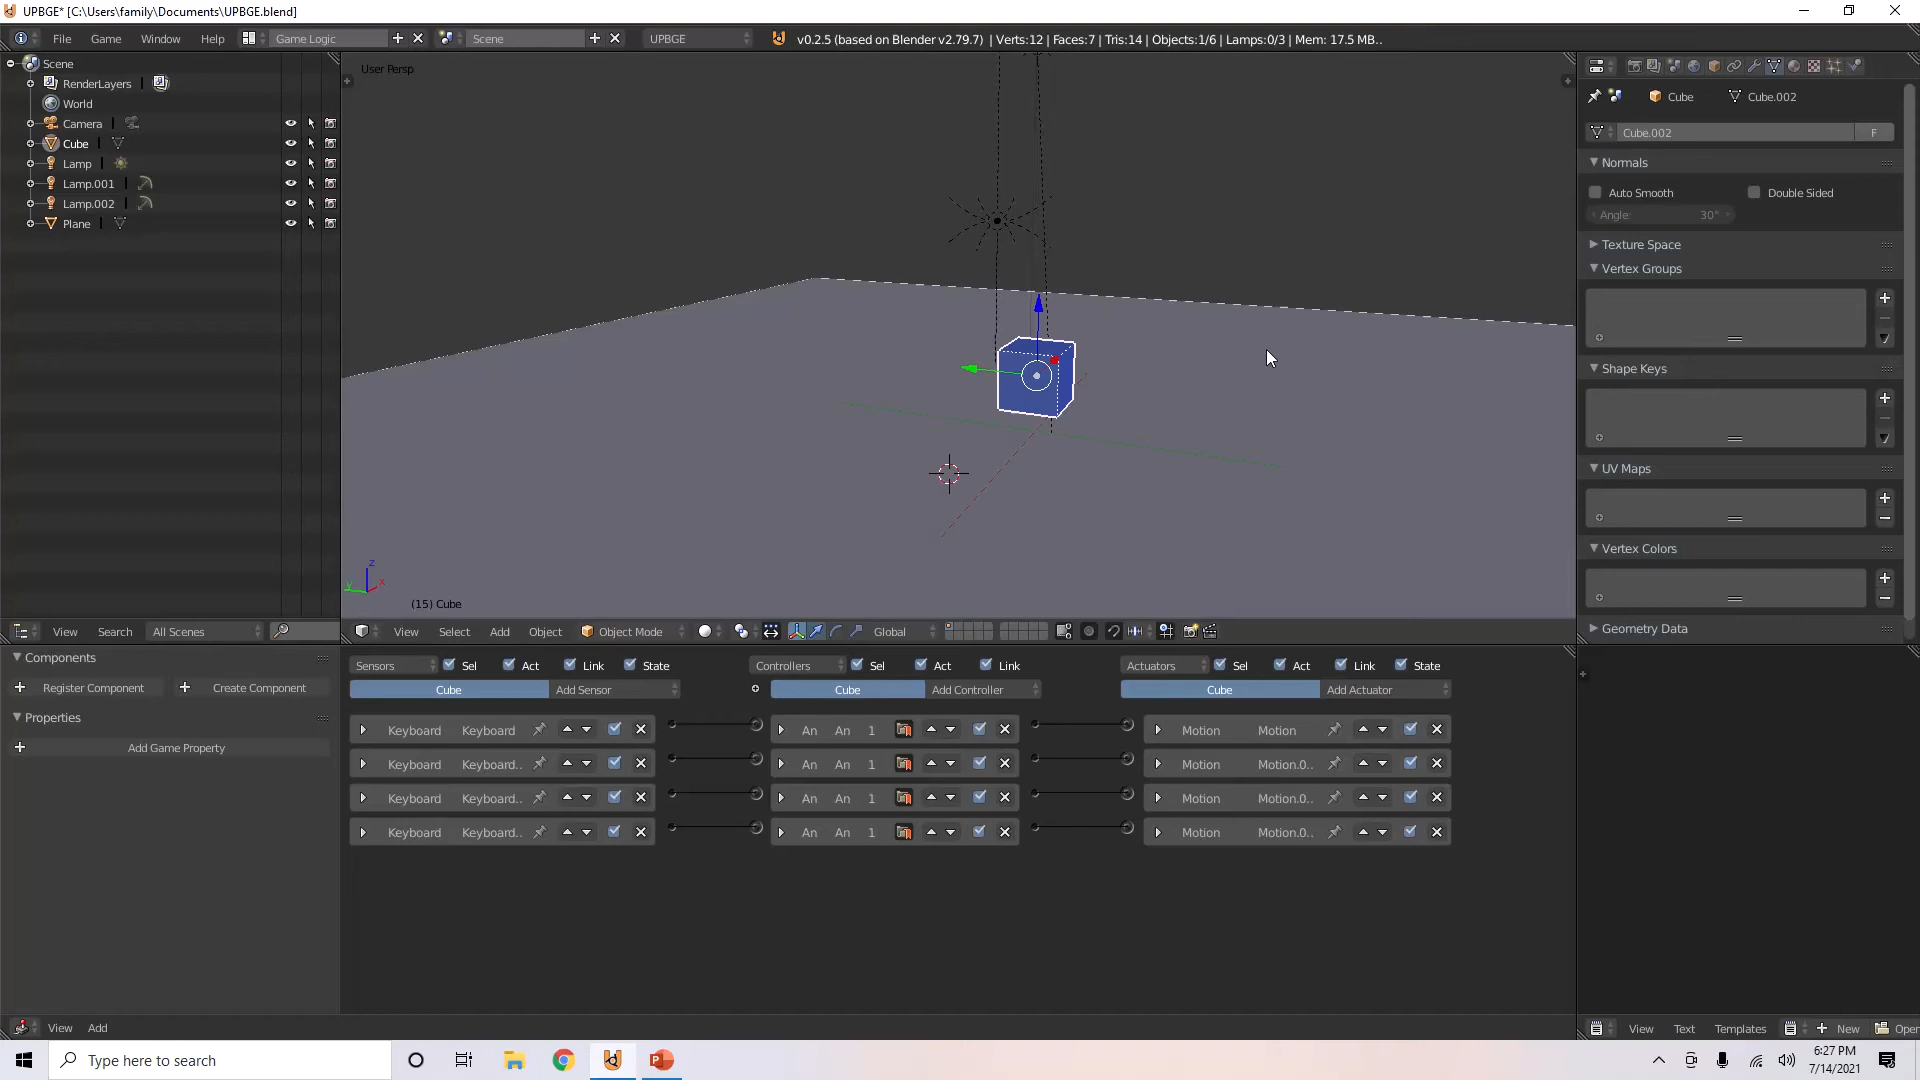 UPBGE* [C:\Users\family\Documents\UPBGE.blend]
File Game Window Help Game Logic Scene UPBGE v0.2.5 (based on Blender v2.79.7) | Verts:12 | Faces:7 | Tris:14 | Objects:1/6 | Lamps:0/3 | Mem: 17.5 MB..
Scene
RenderLayers
World
Camera
Cube
Lamp
Lamp.001
Lamp.002
Plane
View Search All Scenes
User Persp
z
y x
(15) Cube
View Select Add Object Object Mode Global
Cube Cube.002
Cube.002 F
Normals
Auto Smooth Double Sided
Angle: 30°
Texture Space
Vertex Groups
Shape Keys
UV Maps
Vertex Colors
Geometry Data
Components
Register Component Create Component
Properties
Add Game Property
Sensors Sel Act Link State Controllers Sel Act Link Actuators Sel Act Link State
Cube Add Sensor Cube Add Controller Cube Add Actuator
Keyboard Keyboard An An 1 Motion Motion
Keyboard Keyboard.. An An 1 Motion Motion.0..
Keyboard Keyboard.. An An 1 Motion Motion.0..
Keyboard Keyboard.. An An 1 Motion Motion.0..
View Add
View Text Templates New Open
Type here to search
6:27 PM
7/14/2021